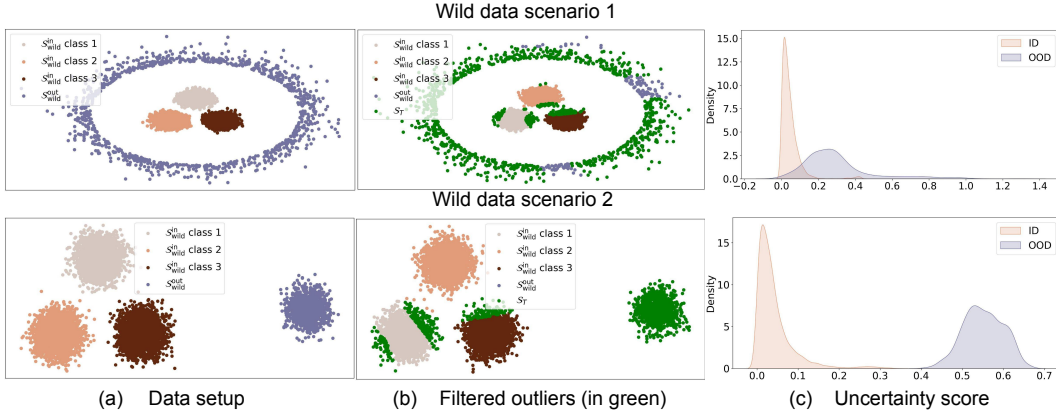 Wild data scenario 1
S_wild^in class 1
S_wild^in class 2
S_wild^in class 3
S_wild^out
S_wild^in class 1
S_wild^in class 2
S_wild^in class 3
S_wild^out
S_T
ID
OOD
Density
15.0
12.5
10.0
7.5
5.0
2.5
0.0
−0.2 0.0 0.2 0.4 0.6 0.8 1.0 1.2 1.4
Wild data scenario 2
S_wild^in class 1
S_wild^in class 2
S_wild^in class 3
S_wild^out
S_wild^in class 1
S_wild^in class 2
S_wild^in class 3
S_wild^out
S_T
ID
OOD
Density
15
10
5
0
0.0 0.1 0.2 0.3 0.4 0.5 0.6 0.7
(a) Data setup
(b) Filtered outliers (in green)
(c) Uncertainty score